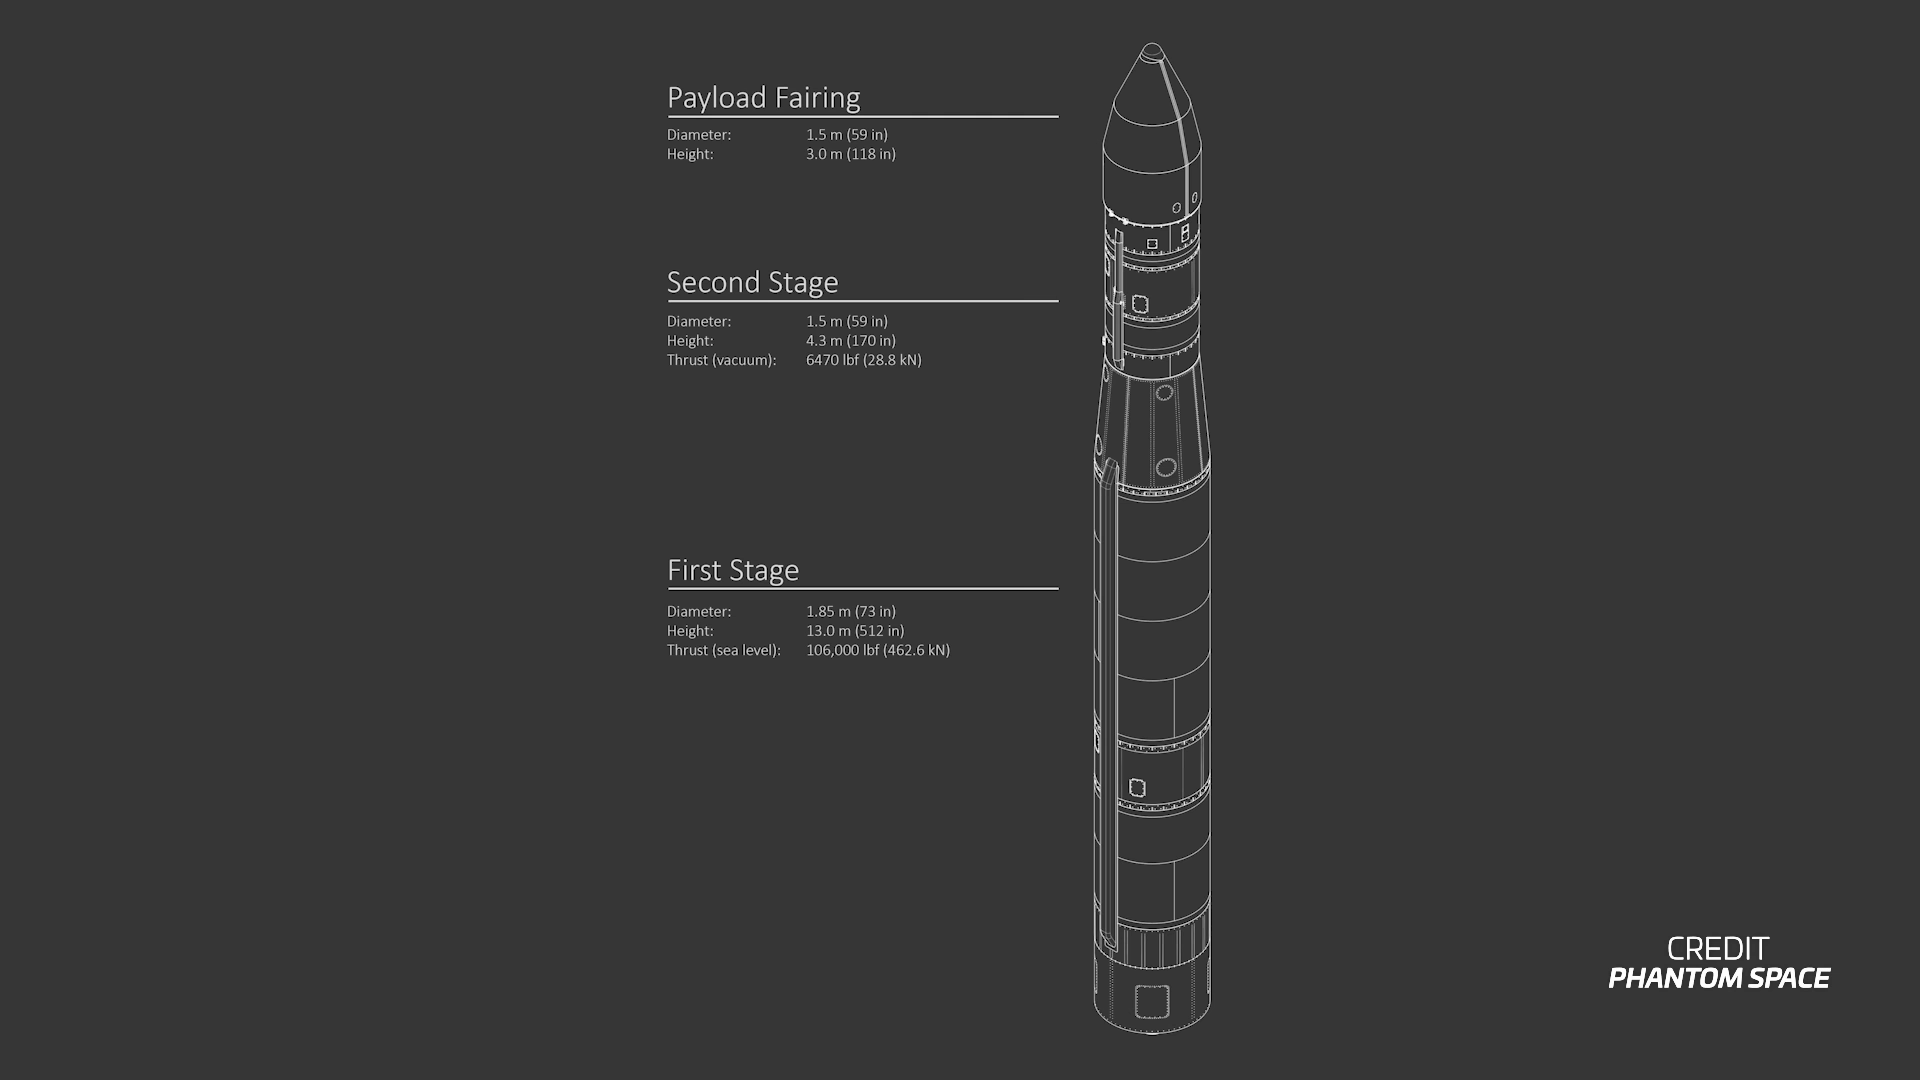 Payload Fairing
Diameter: 1.5 m (59 in)
Height: 3.0 m (118 in)
Second Stage
Diameter: 1.5 m (59 in)
Height: 4.3 m (170 in)
Thrust (vacuum): 6470 lbf (28.8 kN)
First Stage
Diameter: 1.85 m (73 in)
Height: 13.0 m (512 in)
Thrust (sea level): 106,000 lbf (462.6 kN)
CREDIT
PHANTOM SPACE